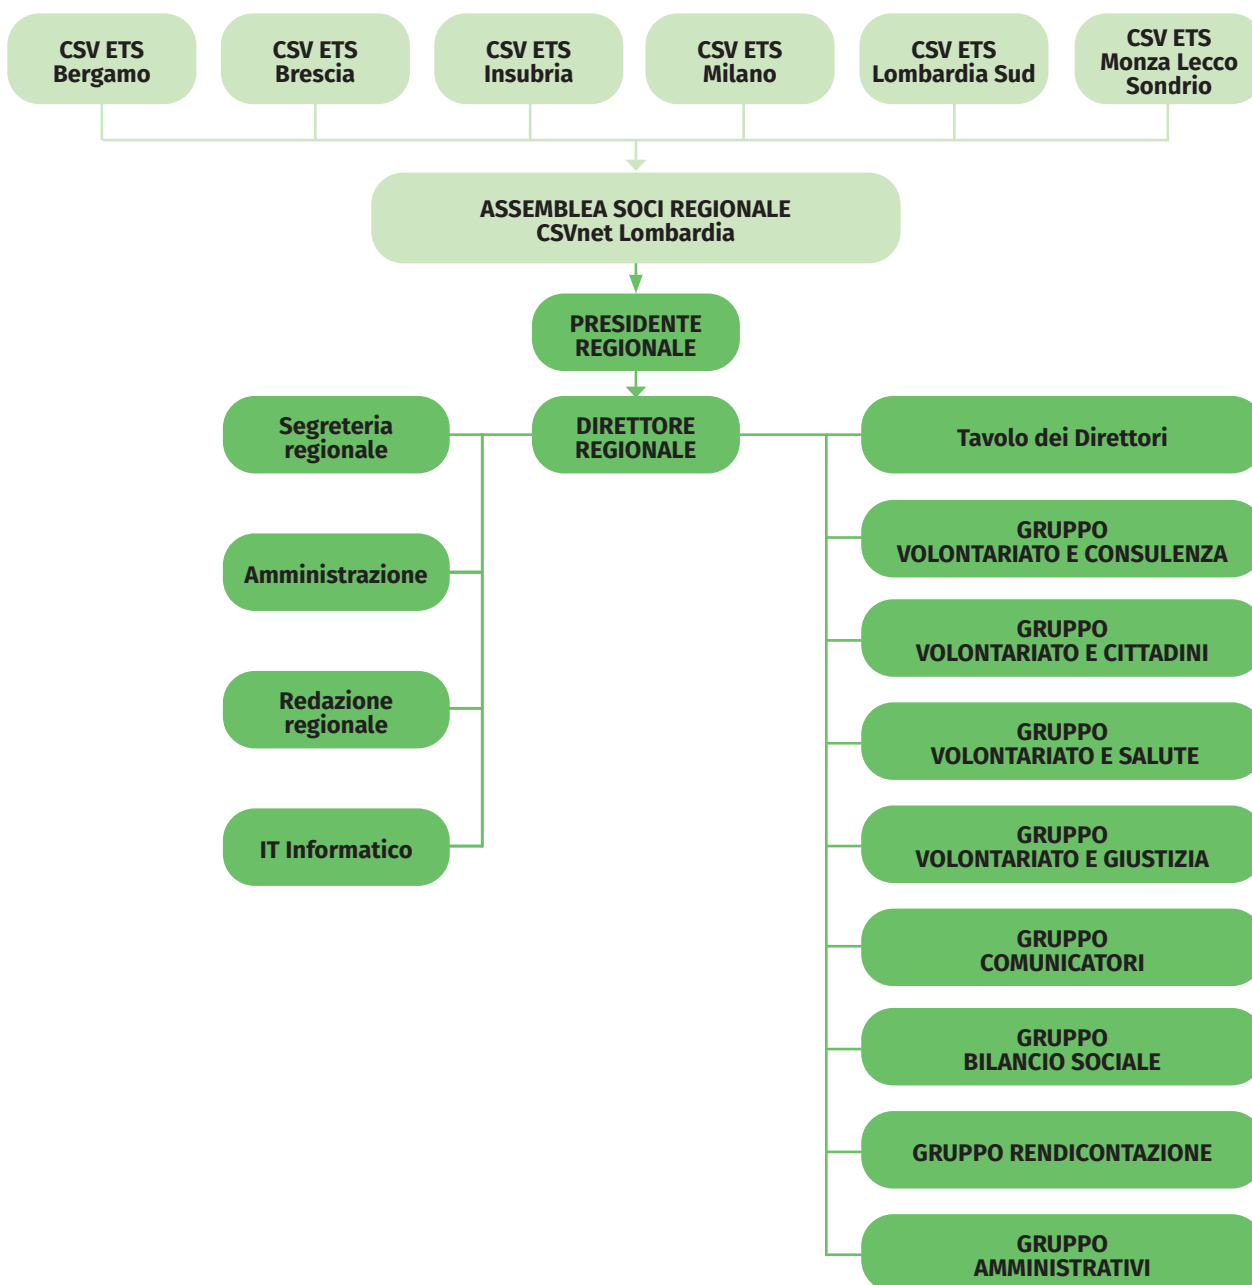 CSV ETS
Bergamo
CSV ETS
Brescia
CSV ETS
Insubria
CSV ETS
Milano
CSV ETS
Lombardia Sud
CSV ETS
Monza Lecco
Sondrio
ASSEMBLEA SOCI REGIONALE
CSVnet Lombardia
PRESIDENTE
REGIONALE
DIRETTORE
REGIONALE
Segreteria
regionale
Amministrazione
Redazione
regionale
IT Informatico
Tavolo dei Direttori
GRUPPO
VOLONTARIATO E CONSULENZA
GRUPPO
VOLONTARIATO E CITTADINI
GRUPPO
VOLONTARIATO E SALUTE
GRUPPO
VOLONTARIATO E GIUSTIZIA
GRUPPO
COMUNICATORI
GRUPPO
BILANCIO SOCIALE
GRUPPO RENDICONTAZIONE
GRUPPO
AMMINISTRATIVI